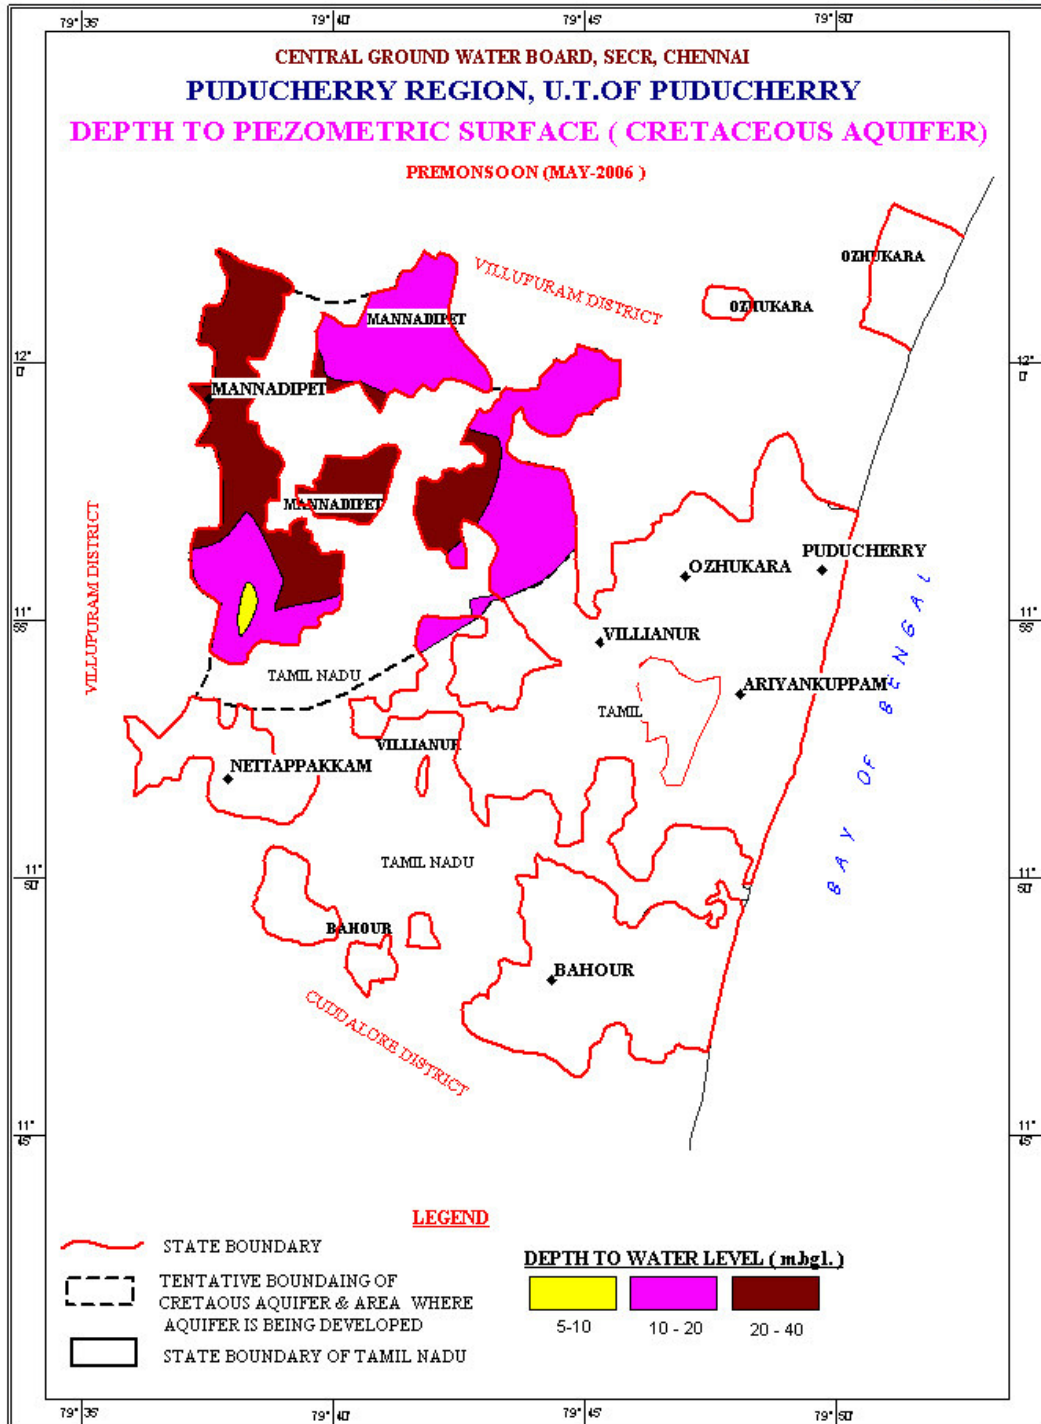 79° 35'
79° 40'
79° 45'
79° 50'
CENTRAL GROUND WATER BOARD, SECR, CHENNAI
PUDUCHERRY REGION, U.T.OF PUDUCHERRY
DEPTH TO PIEZOMETRIC SURFACE ( CRETACEOUS AQUIFER)
PREMONSOON (MAY-2006 )
OZHUKARA
VILLUPURAM DISTRICT
OZHUKARA
MANNADIPET
12° 0'
12° 0'
MANNADIPET
MANNADIPET
VILLUPURAM DISTRICT
PUDUCHERRY
OZHUKARA
11° 55'
11° 55'
VILLIANUR
TAMIL NADU
ARIYANKUPPAM
TAMIL
BAY OF BENGAL
VILLIANUR
NETTAPPAKKAM
TAMIL NADU
11° 50'
11° 50'
BAHOUR
BAHOUR
CUDDALORE DISTRICT
11° 45'
11° 45'
LEGEND
STATE BOUNDARY
TENTATIVE BOUNDAING OF
CRETAOUS AQUIFER & AREA WHERE
AQUIFER IS BEING DEVELOPED
STATE BOUNDARY OF TAMIL NADU
DEPTH TO WATER LEVEL ( m.bgl. )
5-10
10 - 20
20 - 40
79° 35'
79° 40'
79° 45'
79° 50'